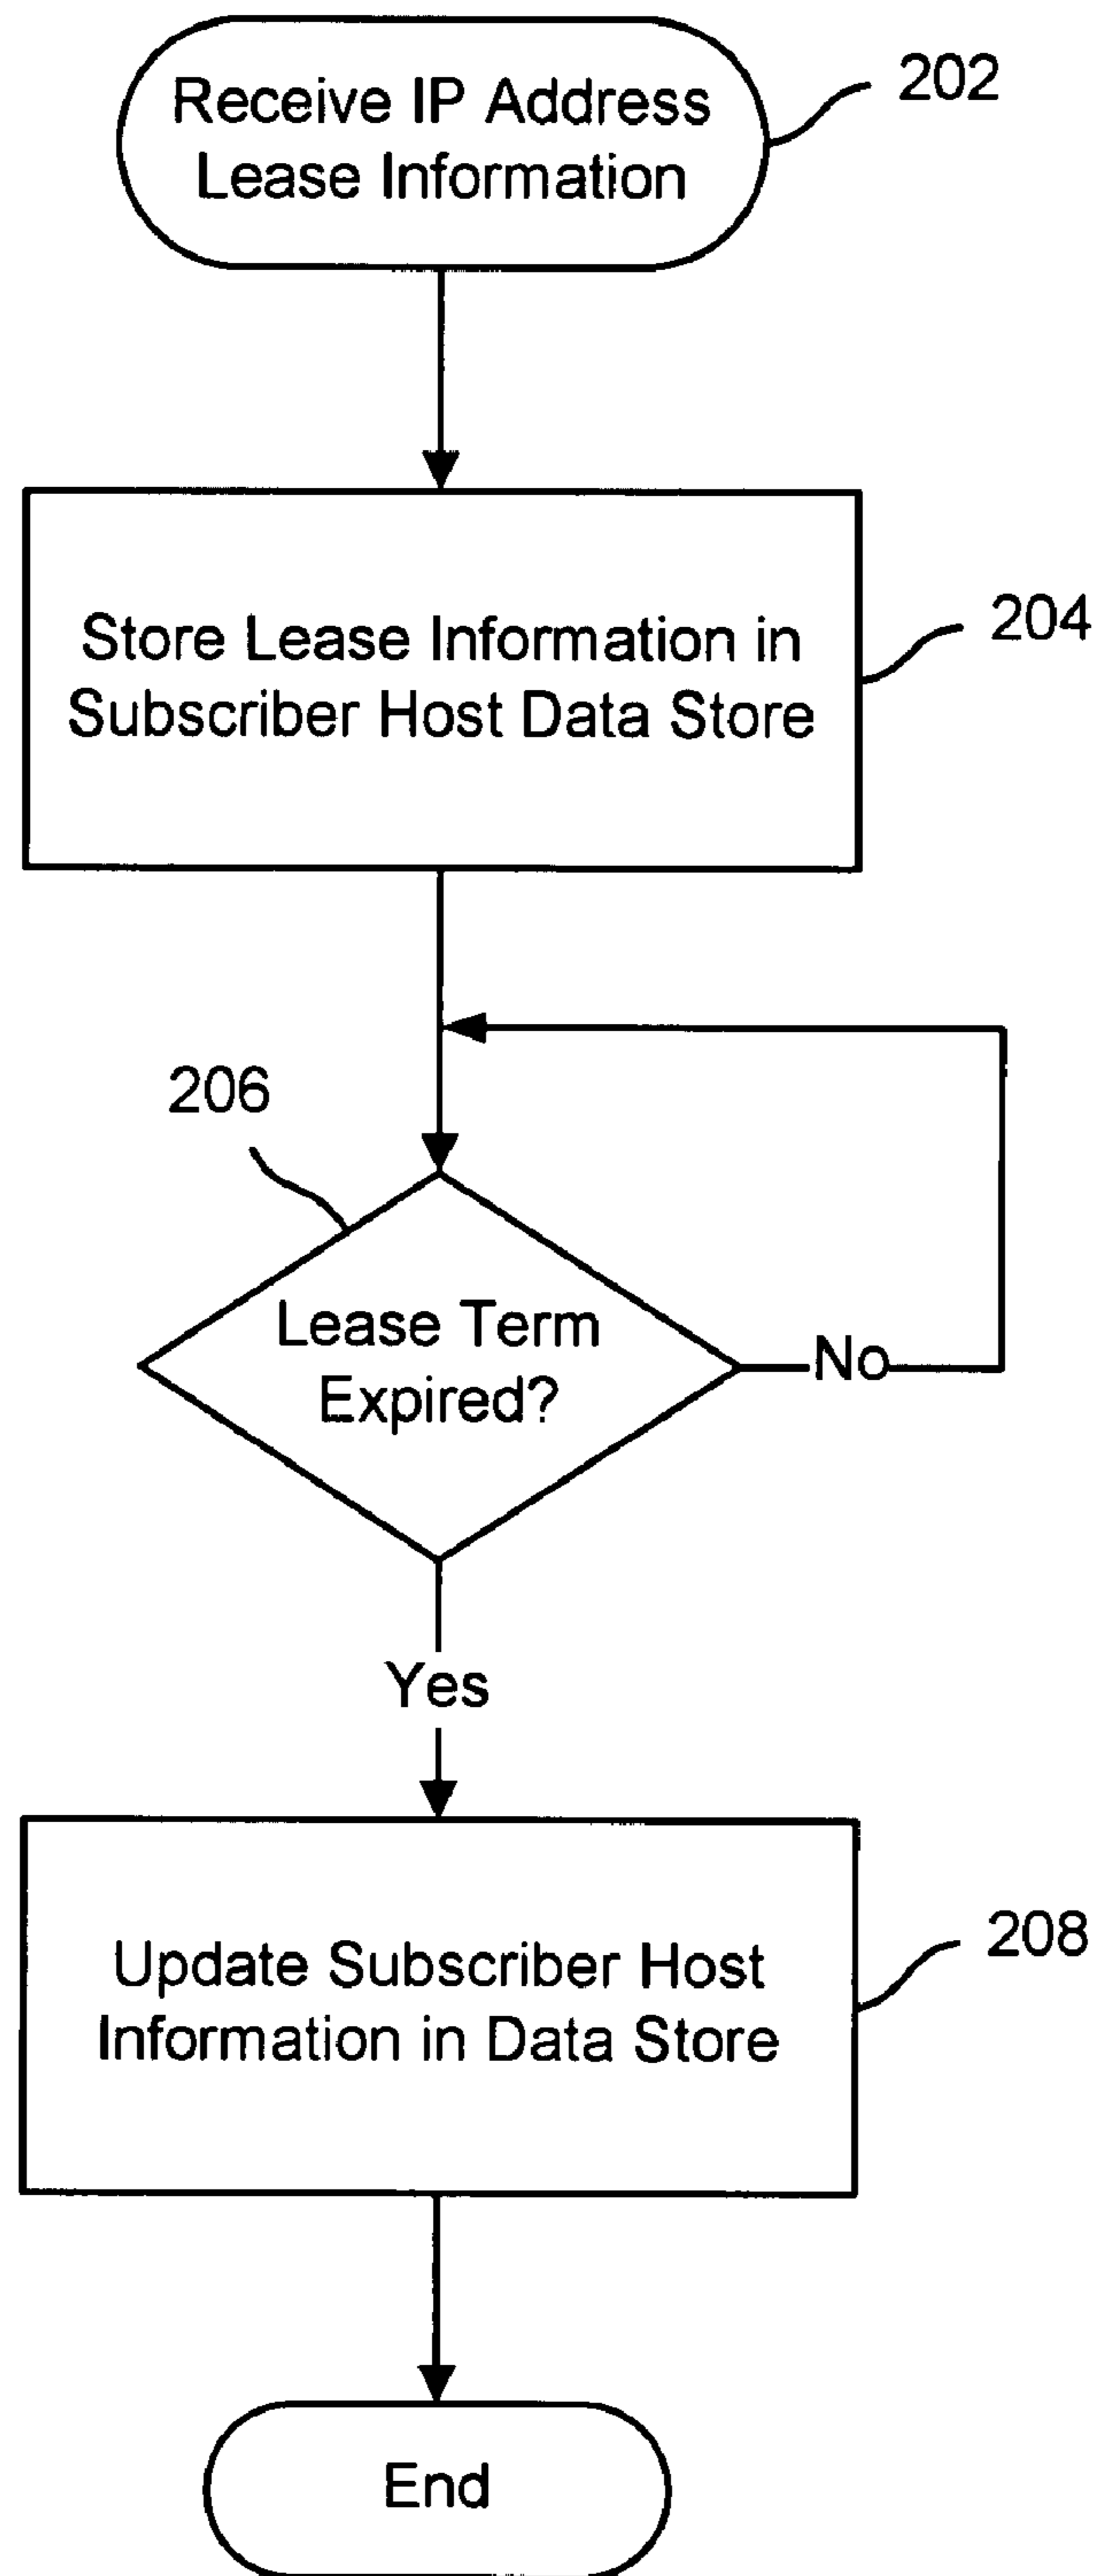 Receive IP Address
Lease Information
202
Store Lease Information in
Subscriber Host Data Store
204
206
Lease Term
Expired?
No
Yes
Update Subscriber Host
Information in Data Store
208
End